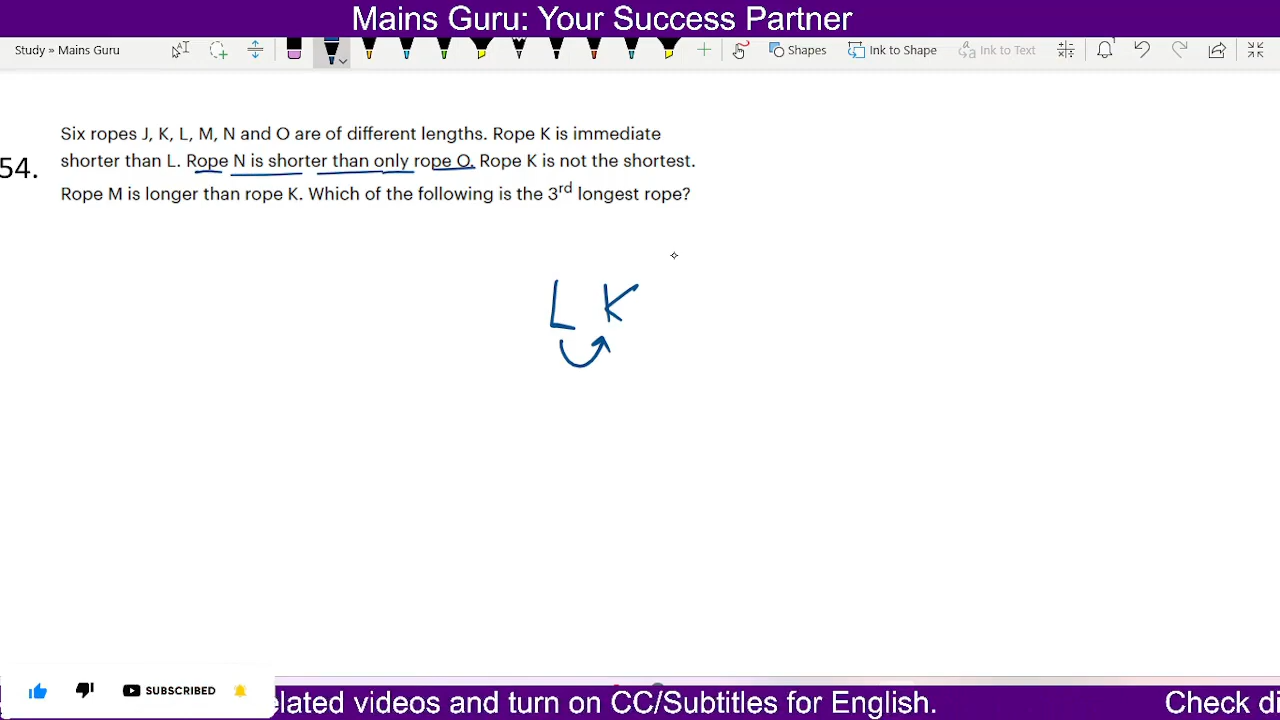 Mains Guru: Your Success Partner
Study » Mains Guru
Shapes
Ink to Shape
Ink to Text
Six ropes J, K, L, M, N and O are of different lengths. Rope K is immediate
54.
shorter than L. Rope N is shorter than only rope O. Rope K is not the shortest.
Rope M is longer than rope K. Which of the following is the 3rd longest rope?
L K
SUBSCRIBED
elated videos and turn on CC/Subtitles for English.
Check di